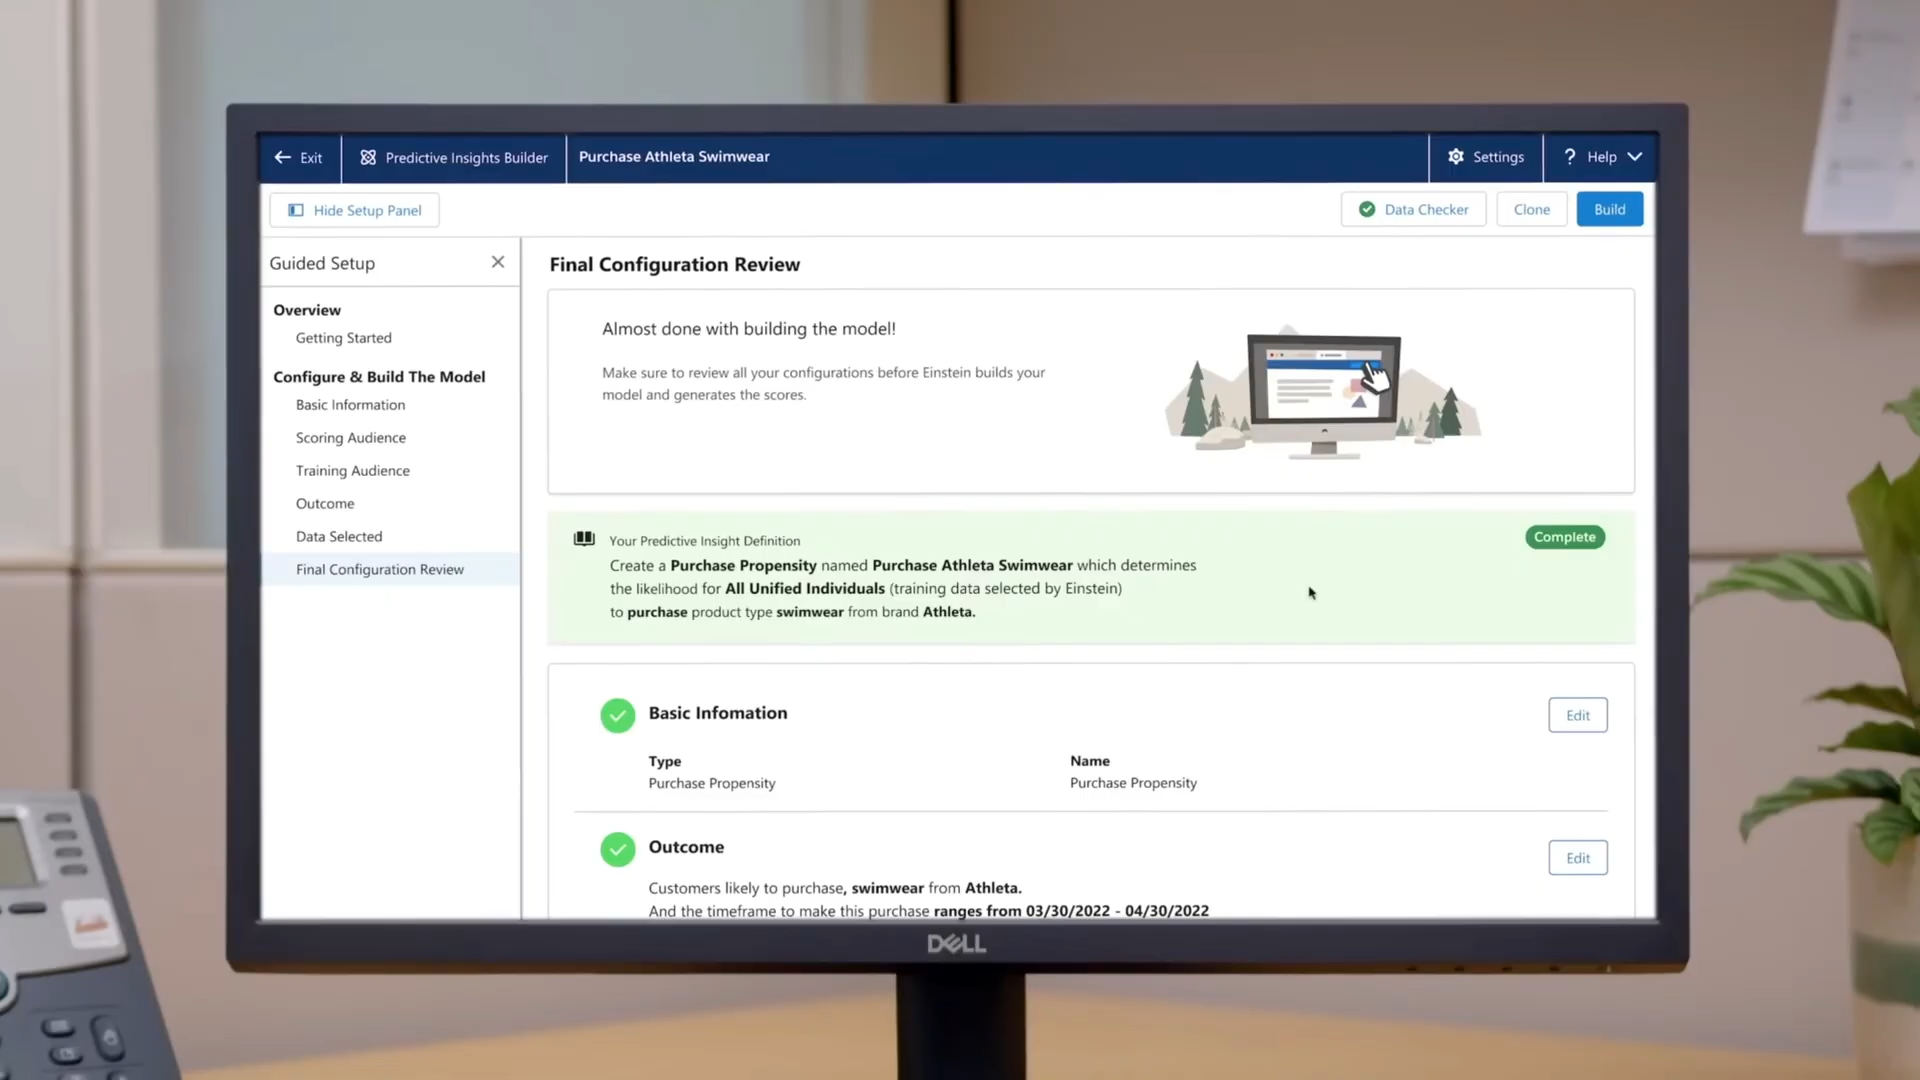 Exit
Predictive Insights Builder
Purchase Athleta Swimwear
Settings
? Help
Hide Setup Panel
Data Checker
Clone
Build
Guided Setup
Overview
Getting Started
Configure & Build The Model
Basic Information
Scoring Audience
Training Audience
Outcome
Data Selected
Final Configuration Review
Final Configuration Review
Almost done with building the model!
Make sure to review all your configurations before Einstein builds your
model and generates the scores.
Your Predictive Insight Definition
Complete
Create a Purchase Propensity named Purchase Athleta Swimwear which determines
the likelihood for All Unified Individuals (training data selected by Einstein)
to purchase product type swimwear from brand Athleta.
Basic Infomation
Edit
Type
Name
Purchase Propensity
Purchase Propensity
Outcome
Edit
Customers likely to purchase, swimwear from Athleta.
And the timeframe to make this purchase ranges from 03/30/2022 - 04/30/2022
DELL